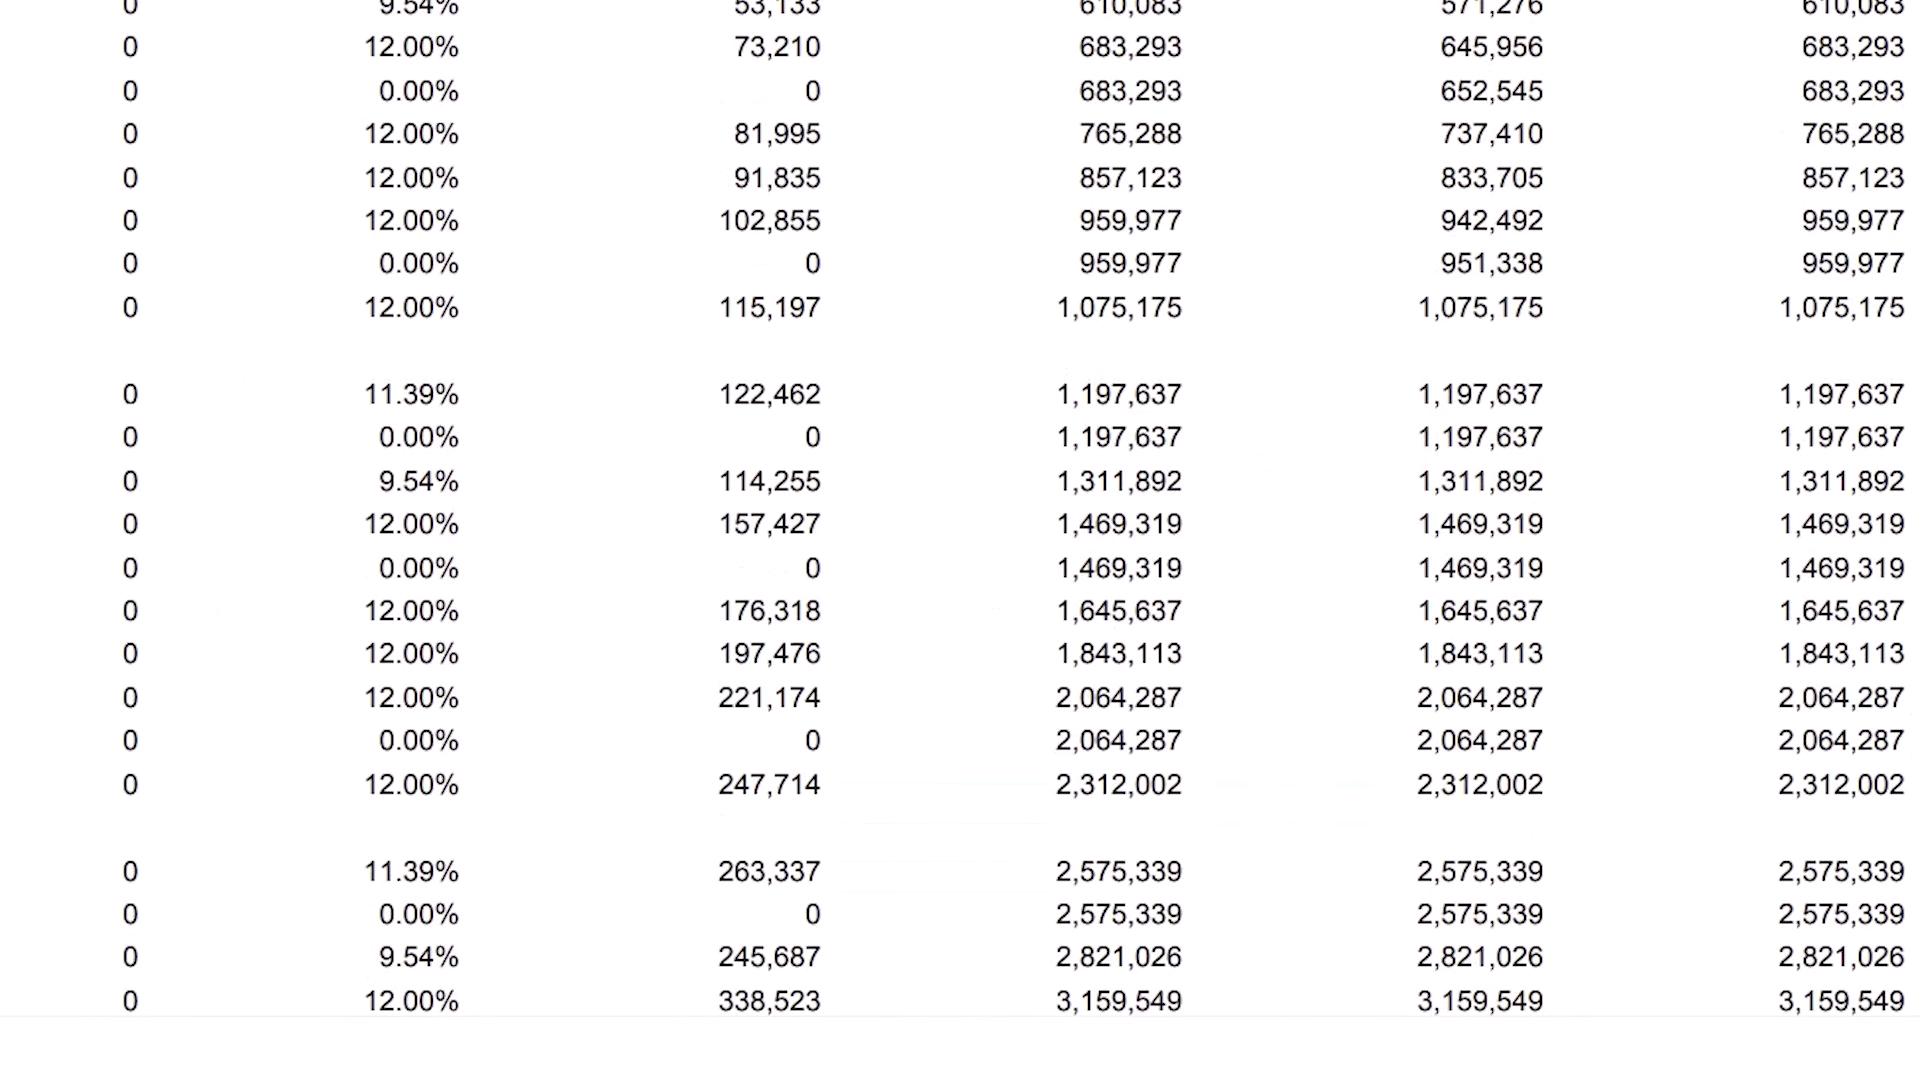 0 9.54% 53,133 610,083 571,276 610,083
0 12.00% 73,210 683,293 645,956 683,293
0 0.00% 0 683,293 652,545 683,293
0 12.00% 81,995 765,288 737,410 765,288
0 12.00% 91,835 857,123 833,705 857,123
0 12.00% 102,855 959,977 942,492 959,977
0 0.00% 0 959,977 951,338 959,977
0 12.00% 115,197 1,075,175 1,075,175 1,075,175
0 11.39% 122,462 1,197,637 1,197,637 1,197,637
0 0.00% 0 1,197,637 1,197,637 1,197,637
0 9.54% 114,255 1,311,892 1,311,892 1,311,892
0 12.00% 157,427 1,469,319 1,469,319 1,469,319
0 0.00% 0 1,469,319 1,469,319 1,469,319
0 12.00% 176,318 1,645,637 1,645,637 1,645,637
0 12.00% 197,476 1,843,113 1,843,113 1,843,113
0 12.00% 221,174 2,064,287 2,064,287 2,064,287
0 0.00% 0 2,064,287 2,064,287 2,064,287
0 12.00% 247,714 2,312,002 2,312,002 2,312,002
0 11.39% 263,337 2,575,339 2,575,339 2,575,339
0 0.00% 0 2,575,339 2,575,339 2,575,339
0 9.54% 245,687 2,821,026 2,821,026 2,821,026
0 12.00% 338,523 3,159,549 3,159,549 3,159,549